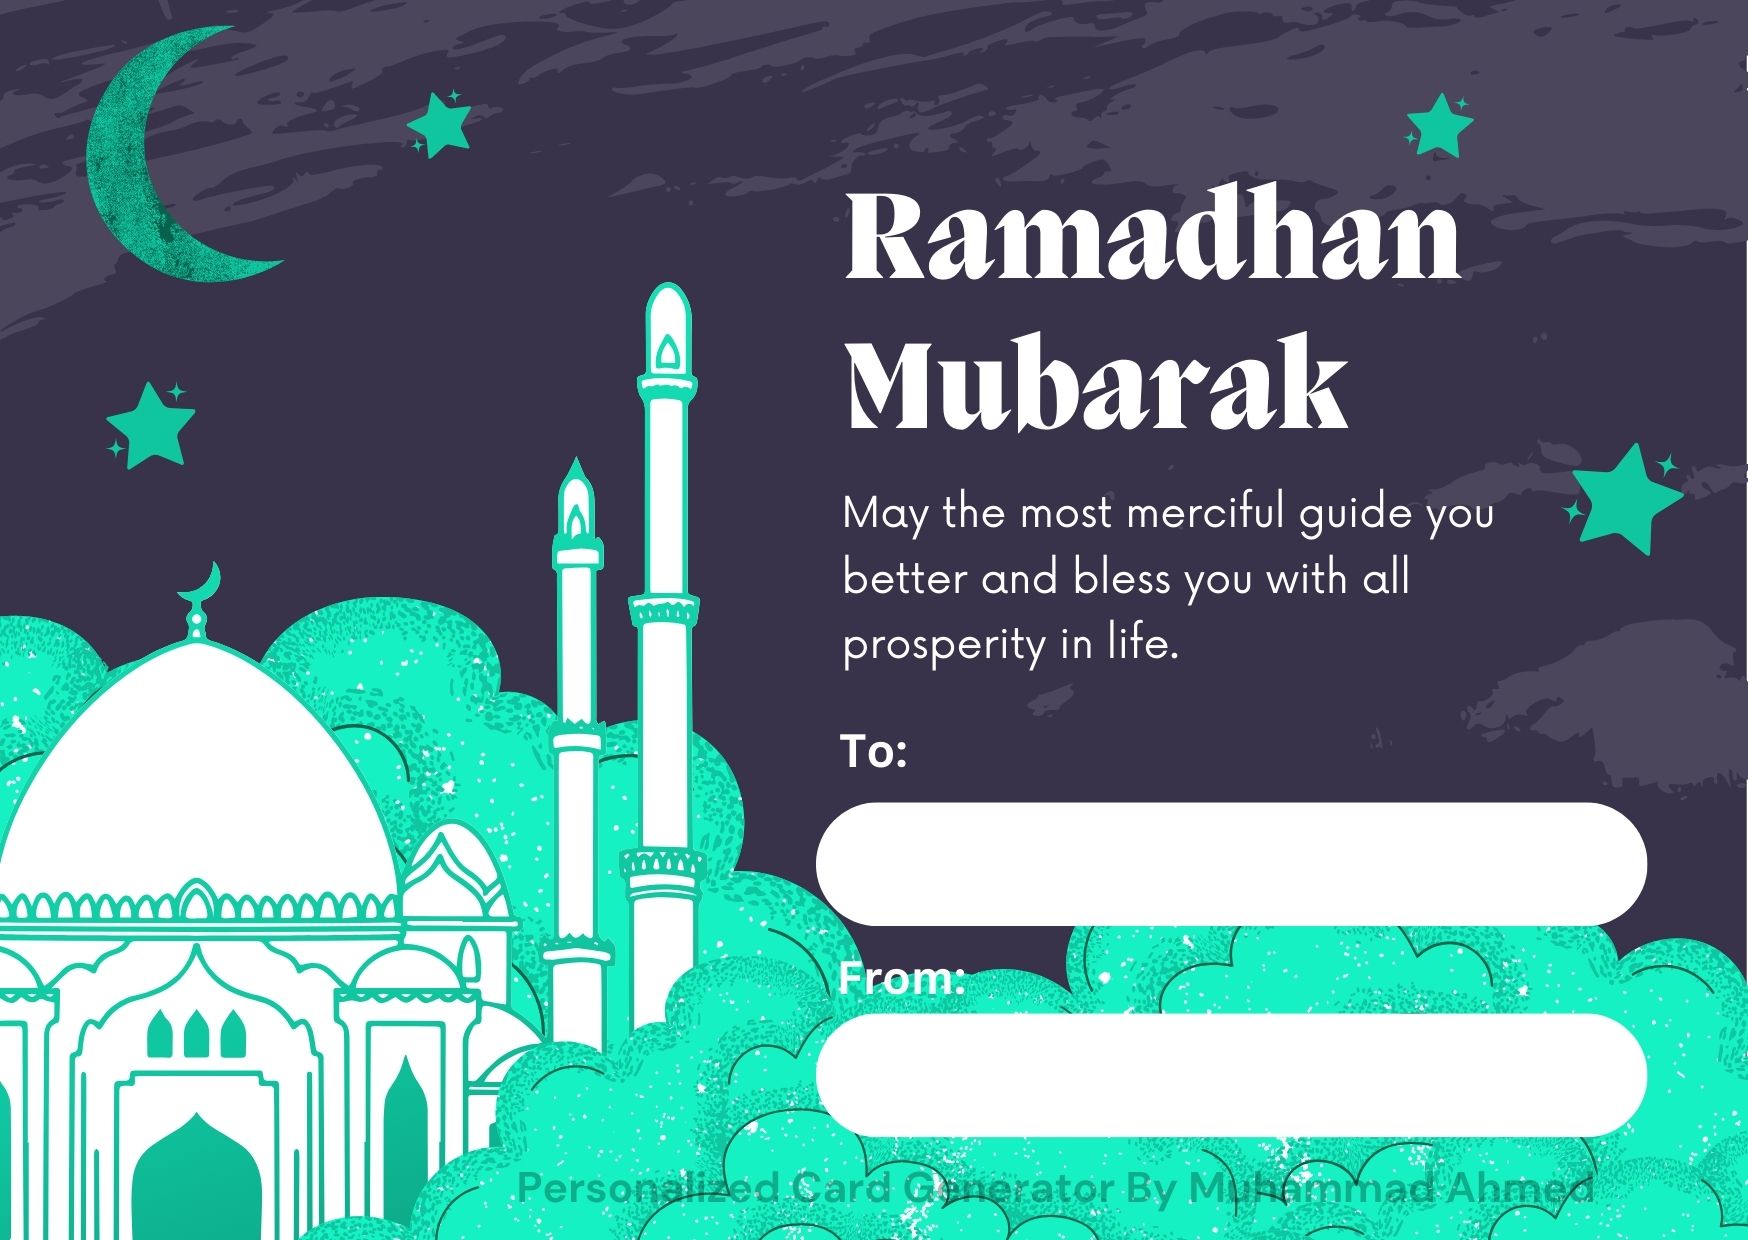 Ramadhan
Mubarak
May the most merciful guide you
better and bless you with all
prosperity in life.
To:
From:
Personalized Card Generator By Muhammad Ahmed